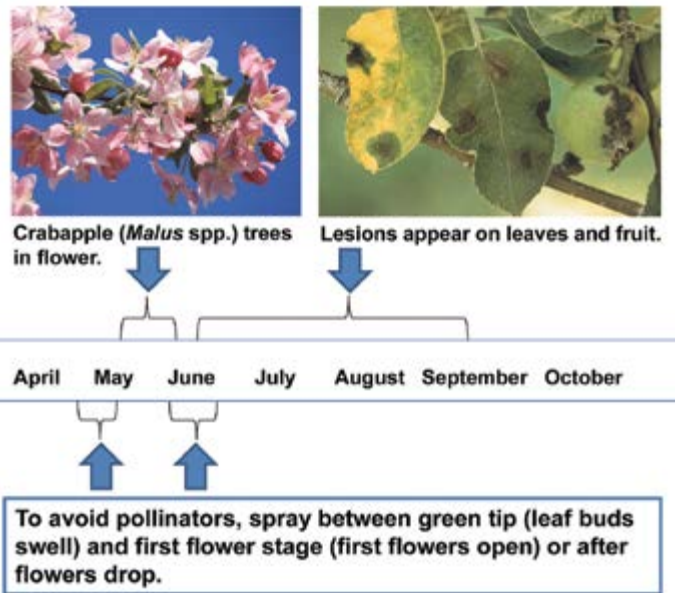 Crabapple (Malus spp.) trees
in flower.
Lesions appear on leaves and fruit.
April May June July August September October
To avoid pollinators, spray between green tip (leaf buds
swell) and first flower stage (first flowers open) or after
flowers drop.